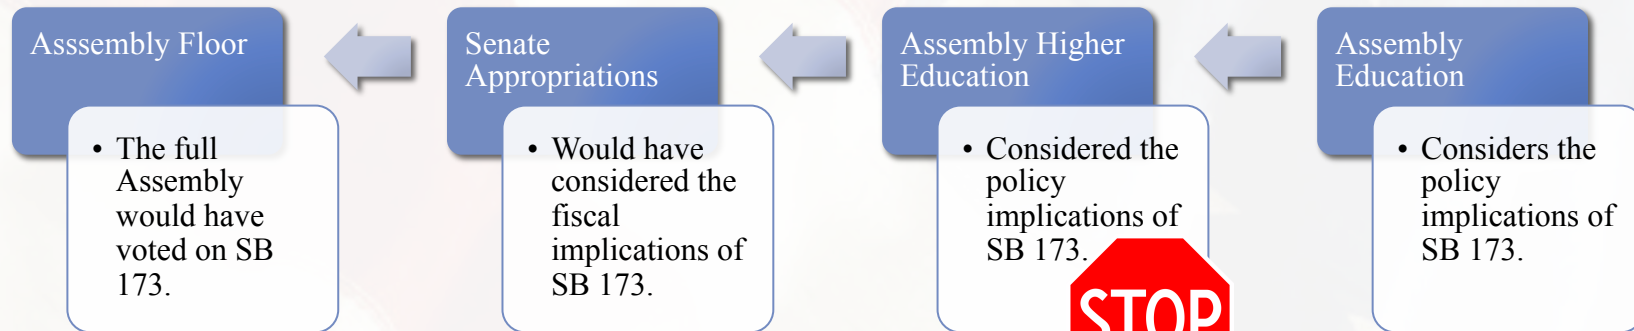 Asssembly Floor
• The full
Assembly
would have
voted on SB
173.
Senate
Appropriations
• Would have
considered the
fiscal
implications of
SB 173.
Assembly Higher
Education
• Considered the
policy
implications of
SB 173.
STOP
Assembly
Education
• Considers the
policy
implications of
SB 173.